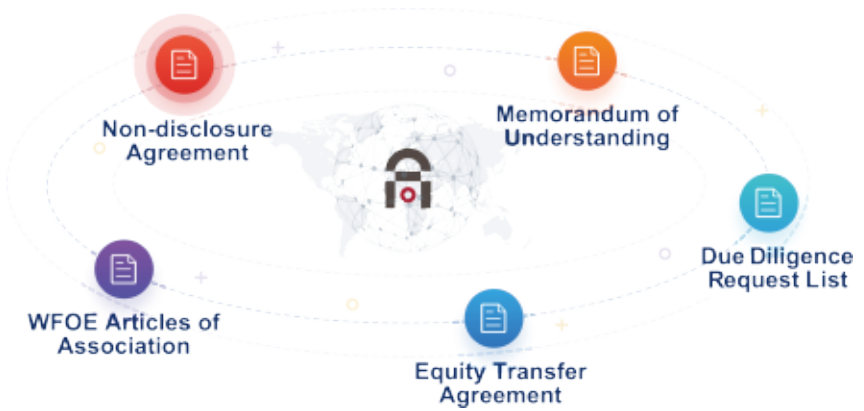 Non-disclosure
Agreement
Memorandum of
Understanding
Due Diligence
Request List
WFOE Articles of
Association
Equity Transfer
Agreement